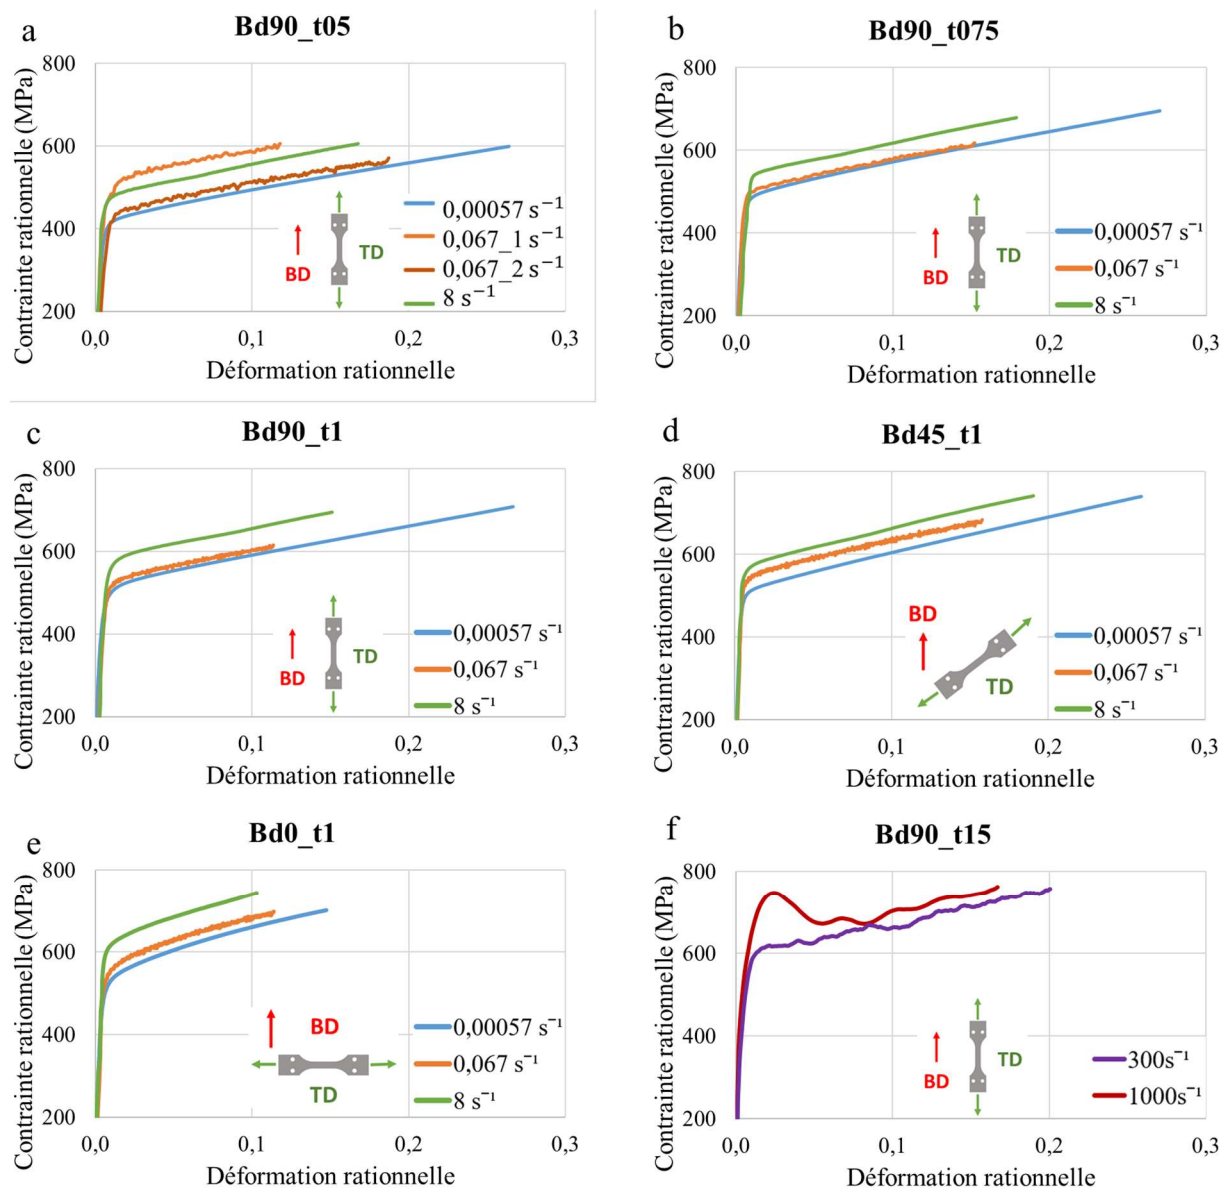 a
Bd90_t05
Contrainte rationnelle (MPa)
800
600
400
200
0,0
0,1
0,2
0,3
Déformation rationnelle
BD
TD
0,00057 s⁻¹
0,067_1 s⁻¹
0,067_2 s⁻¹
8 s⁻¹
b
Bd90_t075
Contrainte rationnelle (MPa)
800
600
400
200
0,0
0,1
0,2
0,3
Déformation rationnelle
BD
TD
0,00057 s⁻¹
0,067 s⁻¹
8 s⁻¹
c
Bd90_t1
Contrainte rationnelle (MPa)
800
600
400
200
0,0
0,1
0,2
0,3
Déformation rationnelle
BD
TD
0,00057 s⁻¹
0,067 s⁻¹
8 s⁻¹
d
Bd45_t1
Contrainte rationnelle (MPa)
800
600
400
200
0,0
0,1
0,2
0,3
Déformation rationnelle
BD
TD
0,00057 s⁻¹
0,067 s⁻¹
8 s⁻¹
e
Bd0_t1
Contrainte rationnelle (MPa)
800
600
400
200
0,0
0,1
0,2
0,3
Déformation rationnelle
BD
TD
0,00057 s⁻¹
0,067 s⁻¹
8 s⁻¹
f
Bd90_t15
Contrainte rationnelle (MPa)
800
600
400
200
0,0
0,1
0,2
0,3
Déformation rationnelle
BD
TD
300s⁻¹
1000s⁻¹